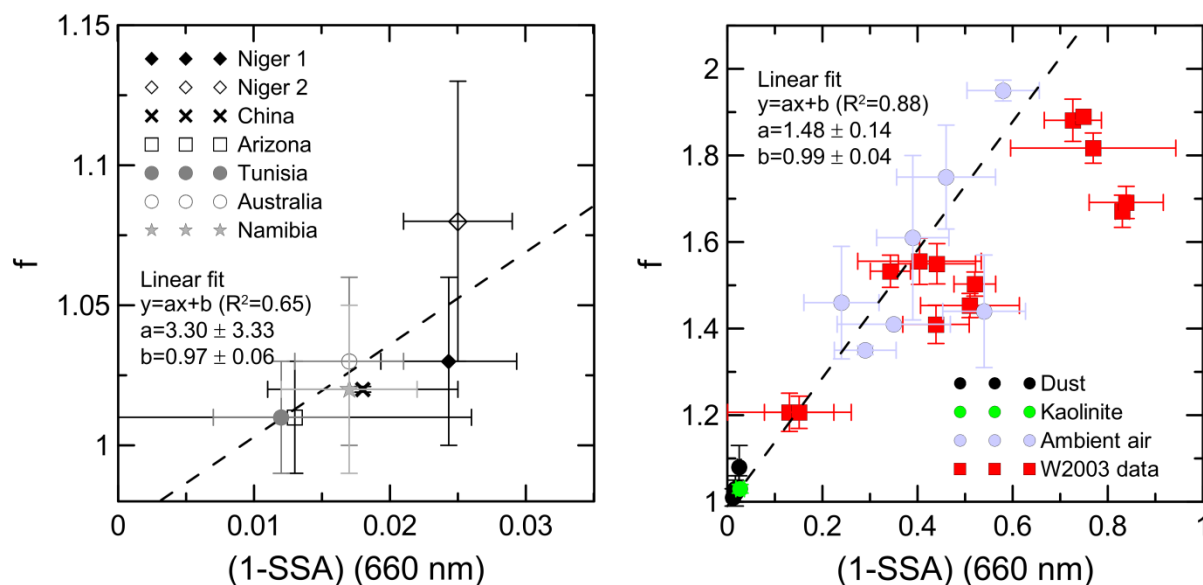 1.15
1.1
1.05
1
f
Niger 1
Niger 2
China
Arizona
Tunisia
Australia
Namibia
Linear fit
y=ax+b (R²=0.65)
a=3.30 ± 3.33
b=0.97 ± 0.06
0 0.01 0.02 0.03
(1-SSA) (660 nm)
2
1.8
1.6
1.4
1.2
1
f
Linear fit
y=ax+b (R²=0.88)
a=1.48 ± 0.14
b=0.99 ± 0.04
Dust
Kaolinite
Ambient air
W2003 data
0 0.2 0.4 0.6 0.8 1
(1-SSA) (660 nm)